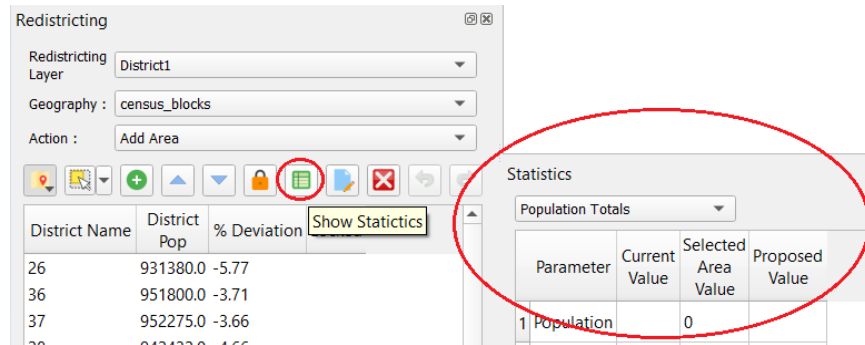 Redistricting
Redistricting
Layer
District1
Geography :
census_blocks
Action :
Add Area
Show Statictics
District Name
District
Pop
% Deviation
26 931380.0 -5.77
36 951800.0 -3.71
37 952275.0 -3.66
Statistics
Population Totals
Parameter
Current
Value
Selected
Area
Value
Proposed
Value
1 Population 0